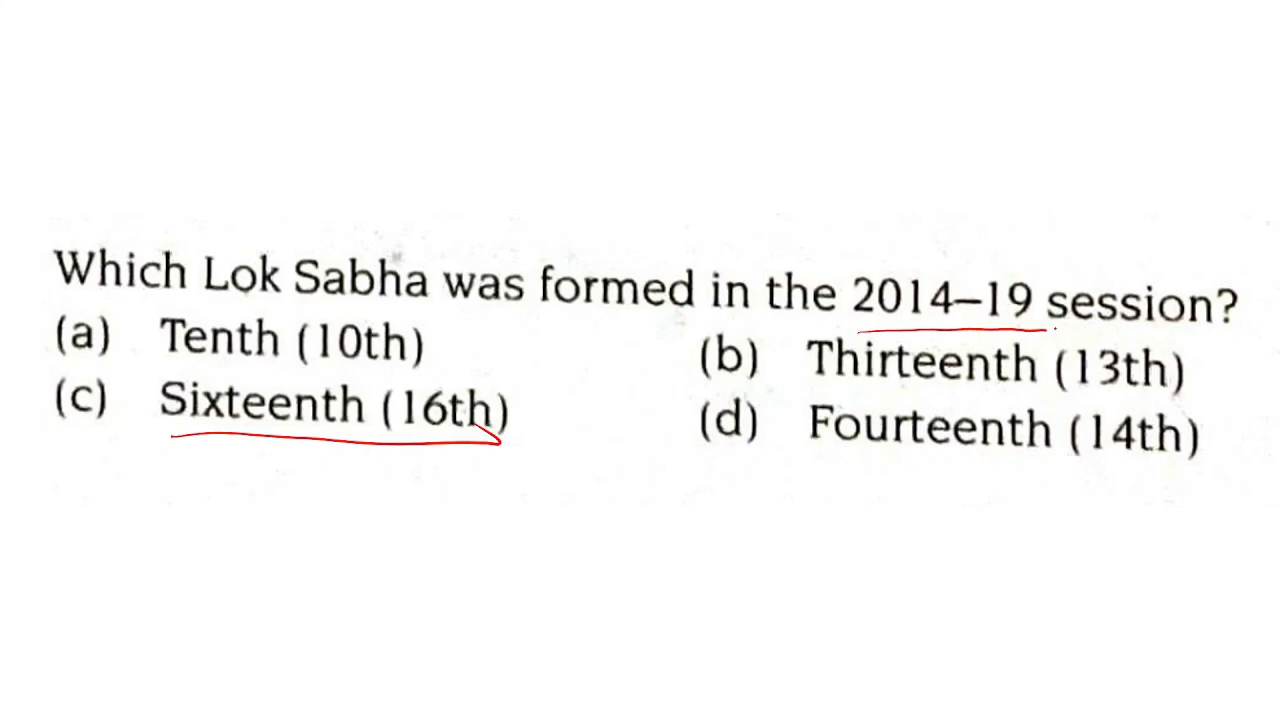 Which Lok Sabha was formed in the 2014–19 session?
(a) Tenth (10th) (b) Thirteenth (13th)
(c) Sixteenth (16th) (d) Fourteenth (14th)